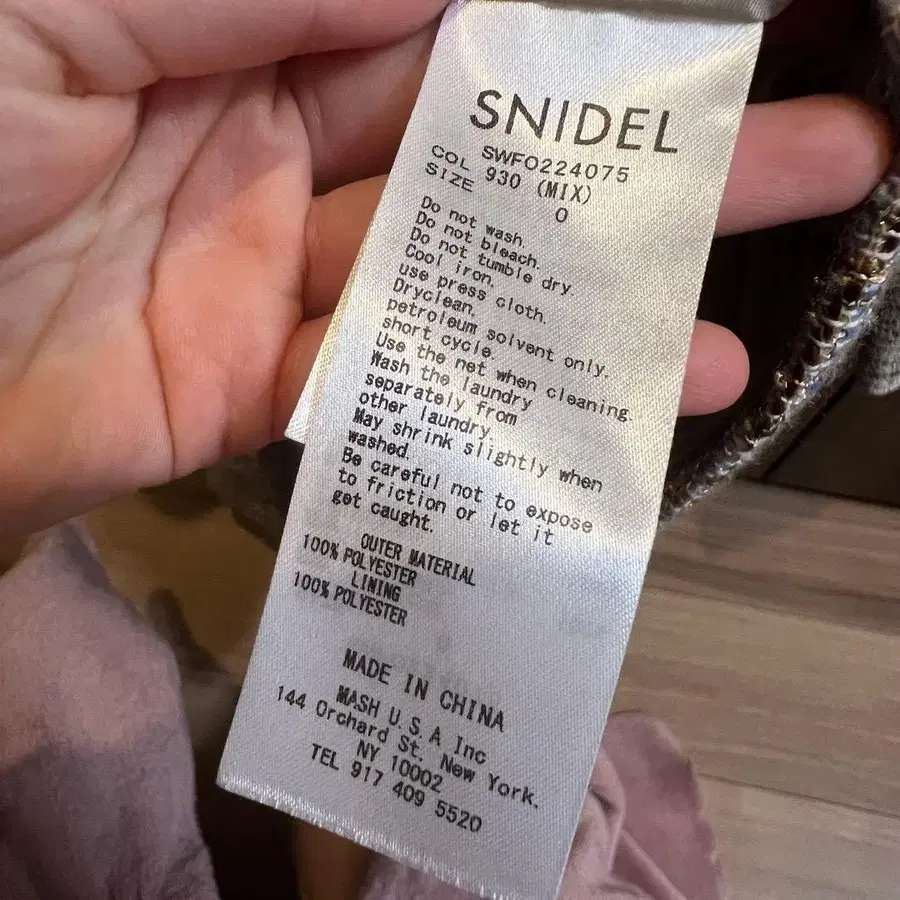 SNIDEL
SWFO224075
COL 930 (MIX)
SIZE 0
Do not wash.
Do not bleach.
Do not tumble dry.
Cool iron.
use press cloth.
Dryclean.
petroleum solvent only.
short cycle.
Use the net when cleaning.
Wash the laundry
separately from
other laundry.
May shrink slightly when
washed.
Be careful not to expose
to friction or let it
get caught.
OUTER MATERIAL
100% POLYESTER
LINING
100% POLYESTER
MADE IN CHINA
MASH U.S.A Inc
144 Orchard St. New York.
NY 10002
TEL 917 409 5520